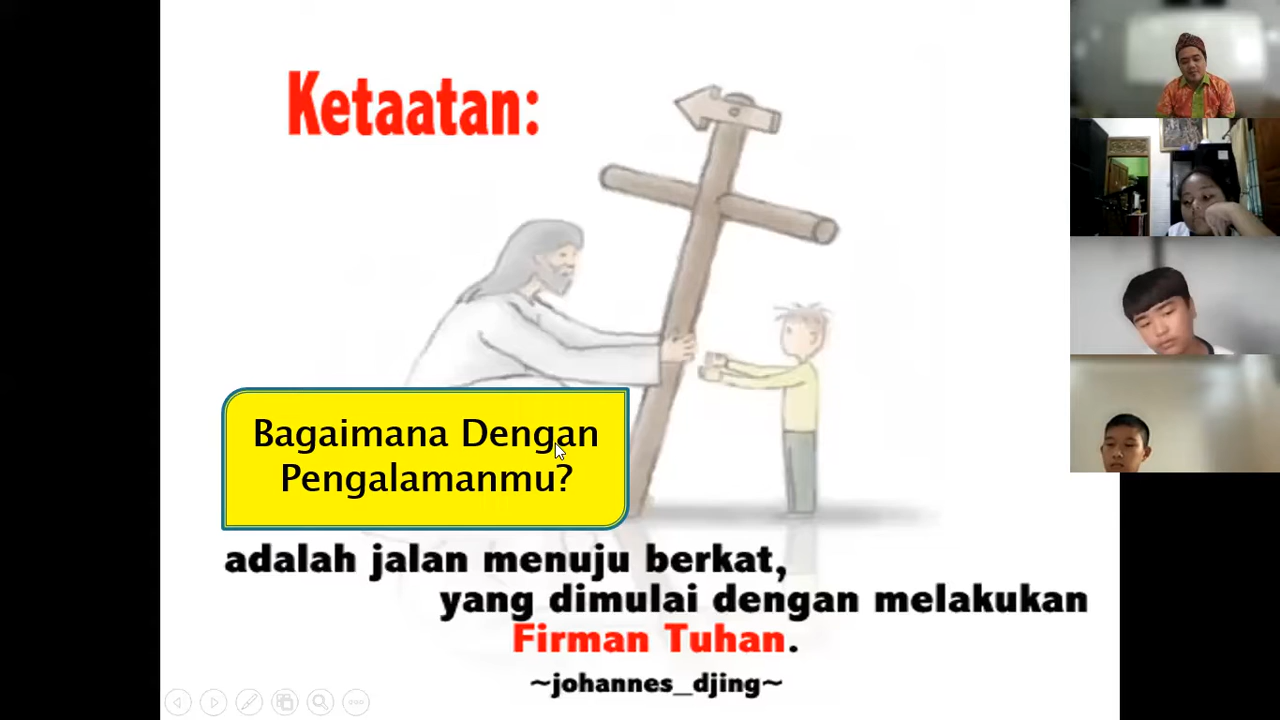 Ketaatan:
Bagaimana Dengan
Pengalamanmu?
adalah jalan menuju berkat,
yang dimulai dengan melakukan
Firman Tuhan.
~johannes_djing~